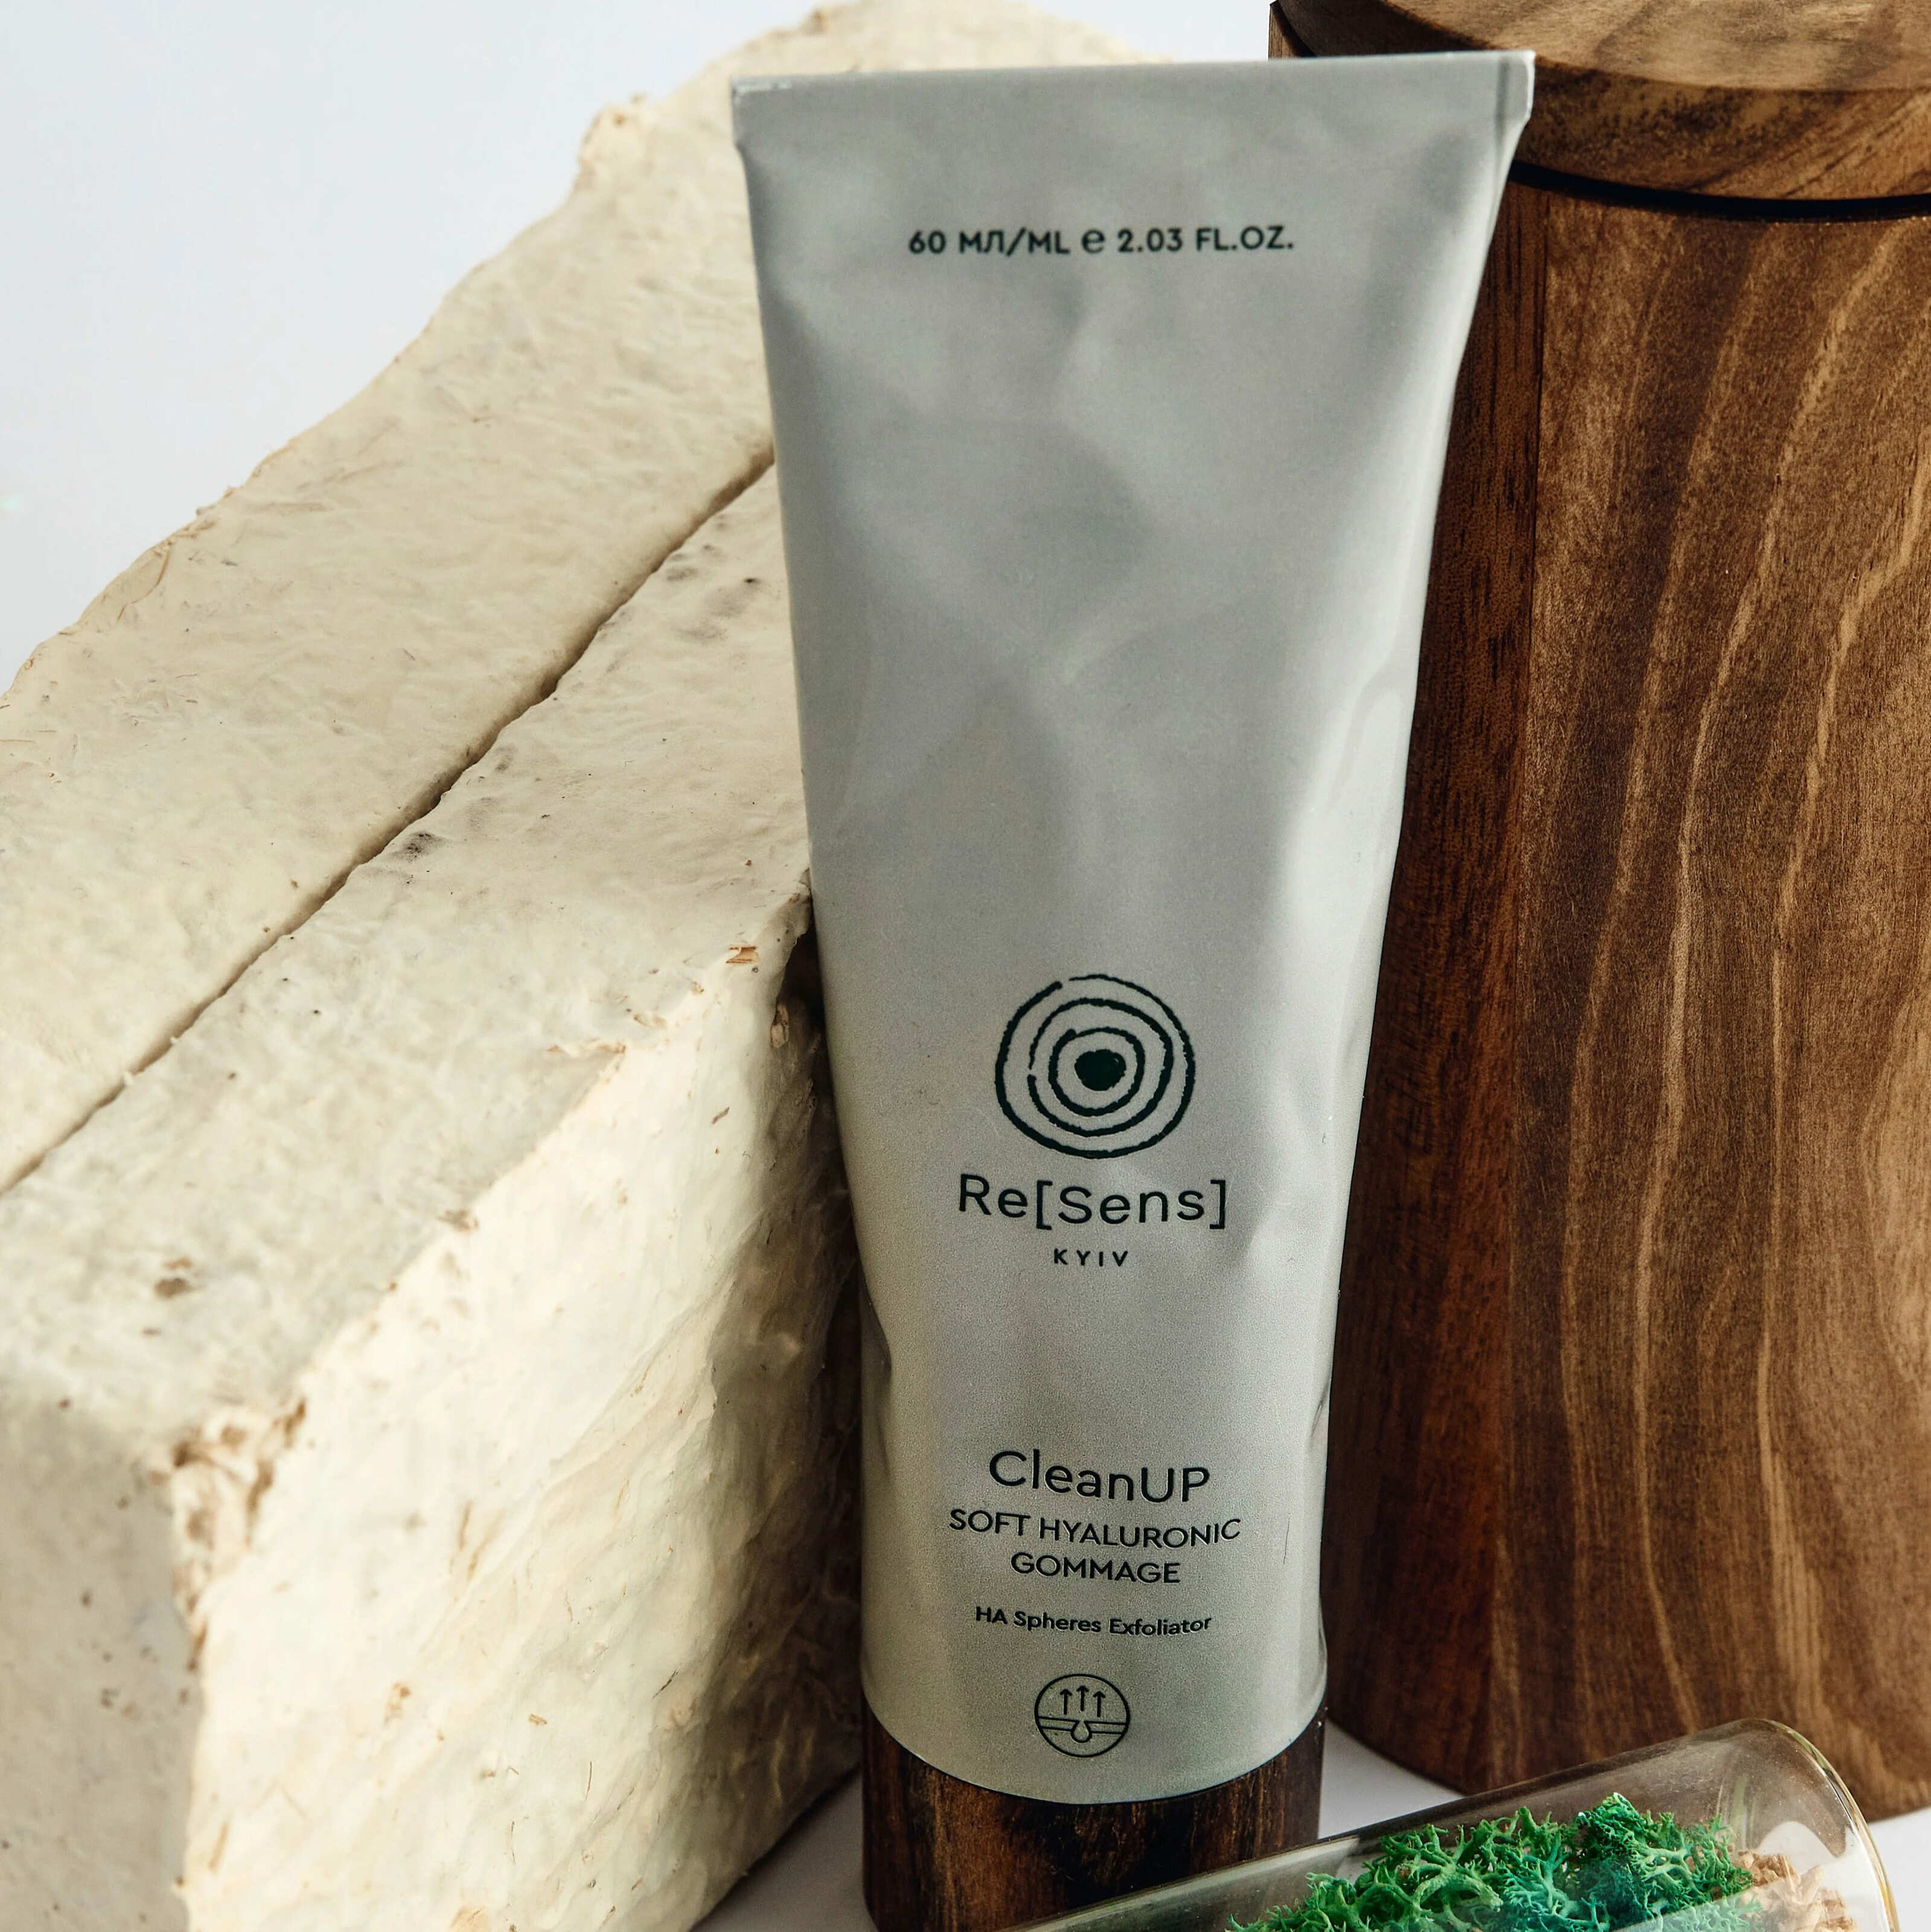 60 МЛ/ML ℮ 2.03 FL.OZ.
Re[Sens]
KYIV
CleanUP
SOFT HYALURONIC
GOMMAGE
HA Spheres Exfoliator